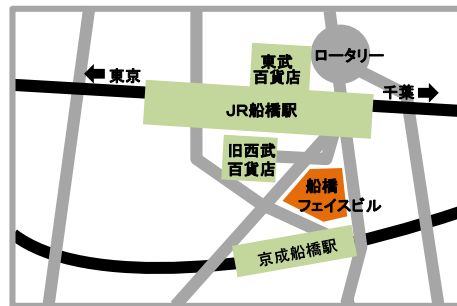 東武
百貨店
ロータリー
東京
千葉
JR船橋駅
旧西武
百貨店
船橋
フェイスビル
京成船橋駅